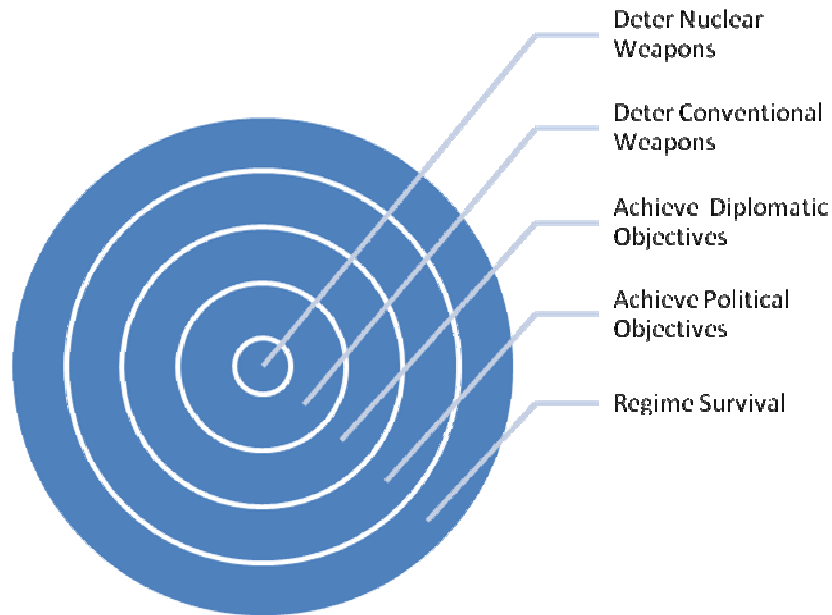 Deter Nuclear
Weapons
Deter Conventional
Weapons
Achieve Diplomatic
Objectives
Achieve Political
Objectives
Regime Survival